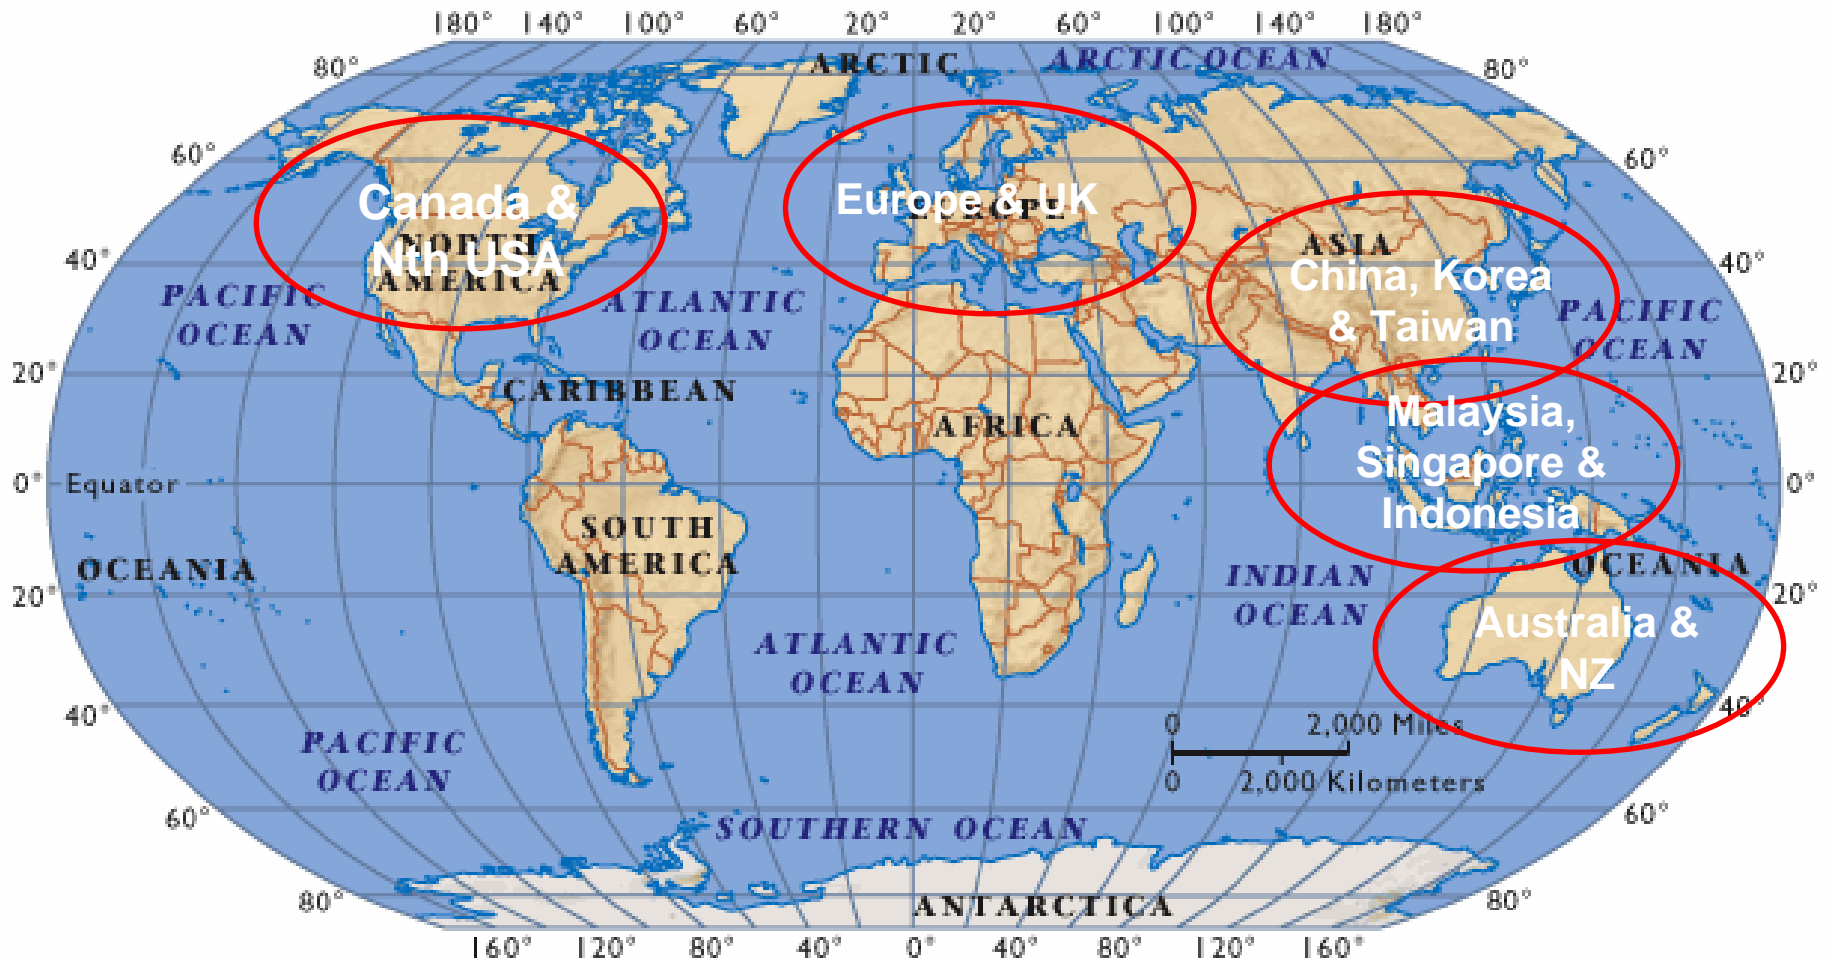 180° 140° 100° 60° 20° 20° 60° 100° 140° 180°
ARCTIC
ARCTIC OCEAN
80° 80°
60° 60°
Canada &
Nth USA
NORTH
AMERICA
Europe & UK
EUROPE
ASIA
China, Korea
& Taiwan
40° 40°
PACIFIC
OCEAN
ATLANTIC
OCEAN
PACIFIC
OCEAN
20° 20°
CARIBBEAN
AFRICA
Malaysia,
Singapore &
Indonesia
0° Equator 0°
SOUTH
AMERICA
OCEANIA
INDIAN
OCEAN
OCEANIA
20° 20°
Australia &
NZ
ATLANTIC
OCEAN
40° 40°
PACIFIC
OCEAN
0 2,000 Miles
0 2,000 Kilometers
60° 60°
SOUTHERN OCEAN
80° 80°
ANTARCTICA
160° 120° 80° 40° 0° 40° 80° 120° 160°